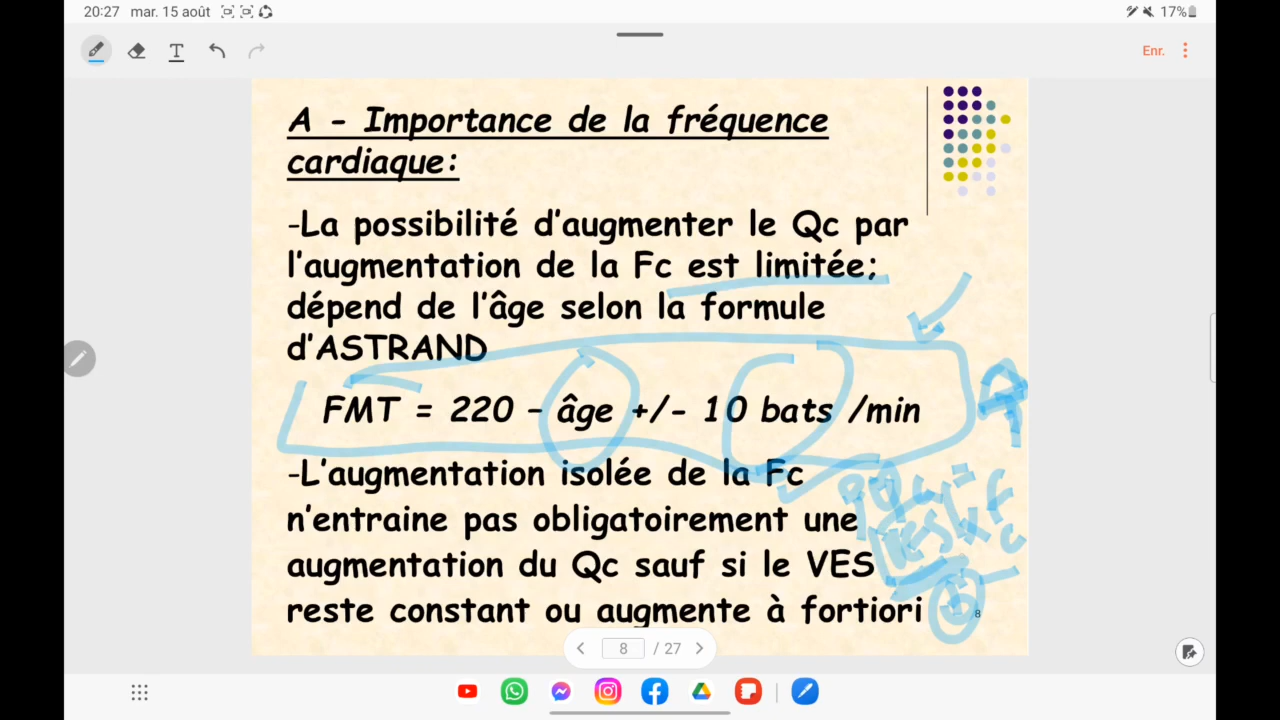 20:27 mar. 15 août
17%
T
Enr.
A - Importance de la fréquence
cardiaque:
-La possibilité d'augmenter le Qc par
l'augmentation de la Fc est limitée;
dépend de l'âge selon la formule
d'ASTRAND
FMT = 220 - âge +/- 10 bats /min
-L'augmentation isolée de la Fc
n'entraine pas obligatoirement une
augmentation du Qc sauf si le VES
reste constant ou augmente à fortiori
8
8 / 27